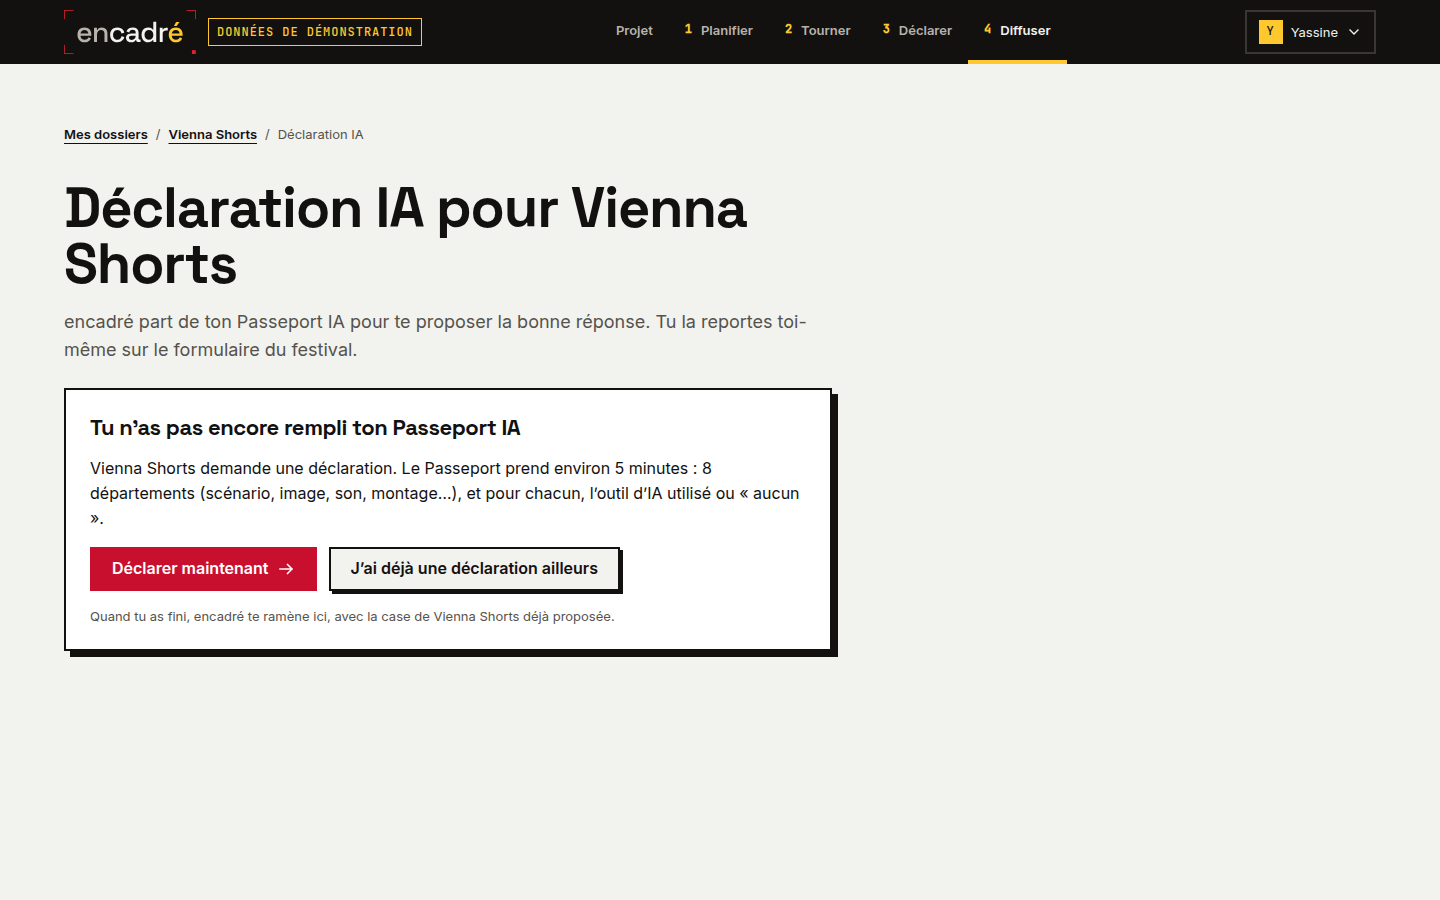 encadré
DONNÉES DE DÉMONSTRATION
Projet
1 Planifier
2 Tourner
3 Déclarer
4 Diffuser
Y Yassine
Mes dossiers / Vienna Shorts / Déclaration IA
Déclaration IA pour Vienna
Shorts
encadré part de ton Passeport IA pour te proposer la bonne réponse. Tu la reportes toi-
même sur le formulaire du festival.
Tu n’as pas encore rempli ton Passeport IA
Vienna Shorts demande une déclaration. Le Passeport prend environ 5 minutes : 8
départements (scénario, image, son, montage…), et pour chacun, l’outil d’IA utilisé ou « aucun
».
Déclarer maintenant →
J’ai déjà une déclaration ailleurs
Quand tu as fini, encadré te ramène ici, avec la case de Vienna Shorts déjà proposée.